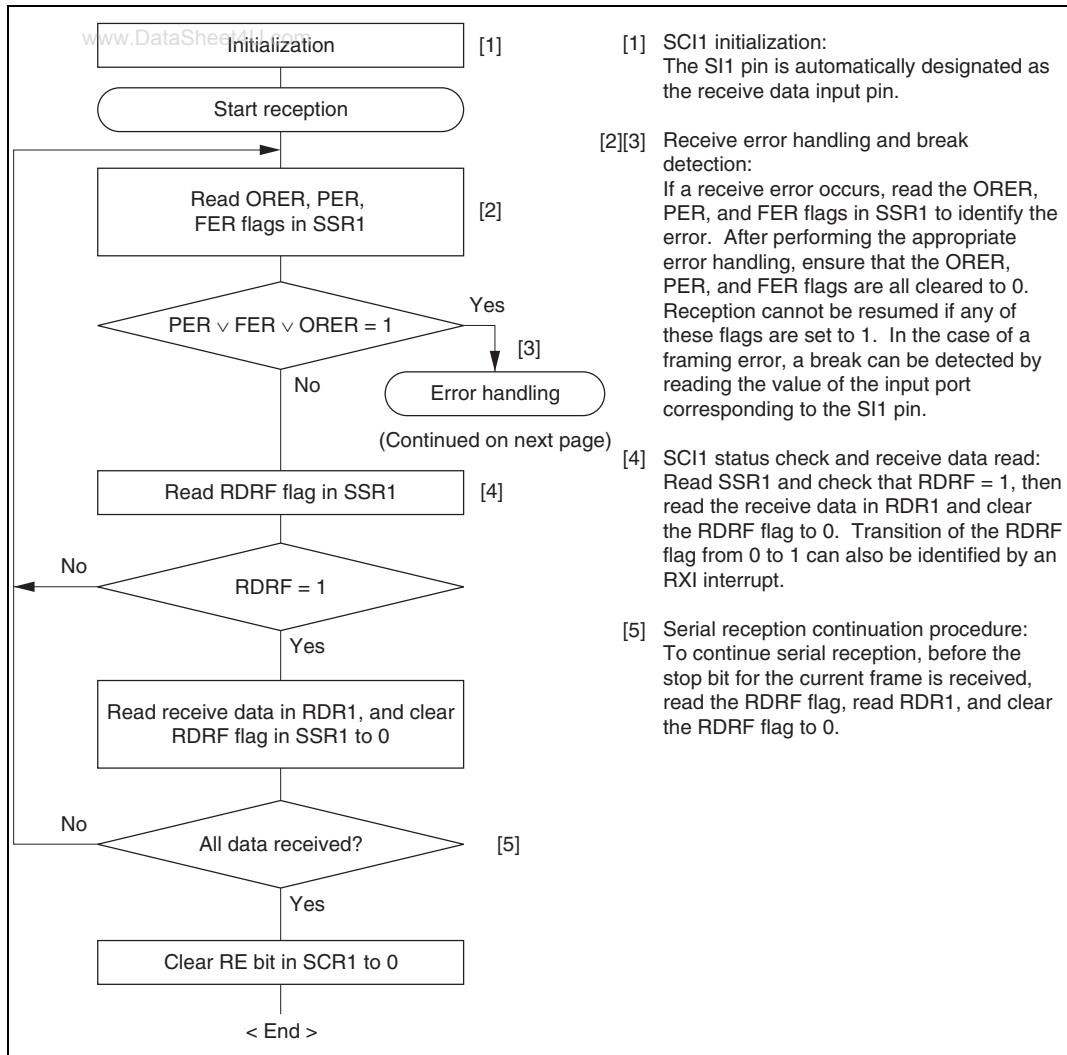 www.DataSheet4U.com
Initialization
[1]
Start reception
Read ORER, PER,
FER flags in SSR1
[2]
PER ∨ FER ∨ ORER = 1
Yes
[3]
No
Error handling
(Continued on next page)
Read RDRF flag in SSR1
[4]
No
RDRF = 1
Yes
Read receive data in RDR1, and clear
RDRF flag in SSR1 to 0
No
All data received?
[5]
Yes
Clear RE bit in SCR1 to 0
< End >
[1] SCI1 initialization:
The SI1 pin is automatically designated as
the receive data input pin.
[2][3] Receive error handling and break
detection:
If a receive error occurs, read the ORER,
PER, and FER flags in SSR1 to identify the
error. After performing the appropriate
error handling, ensure that the ORER,
PER, and FER flags are all cleared to 0.
Reception cannot be resumed if any of
these flags are set to 1. In the case of a
framing error, a break can be detected by
reading the value of the input port
corresponding to the SI1 pin.
[4] SCI1 status check and receive data read:
Read SSR1 and check that RDRF = 1, then
read the receive data in RDR1 and clear
the RDRF flag to 0. Transition of the RDRF
flag from 0 to 1 can also be identified by an
RXI interrupt.
[5] Serial reception continuation procedure:
To continue serial reception, before the
stop bit for the current frame is received,
read the RDRF flag, read RDR1, and clear
the RDRF flag to 0.